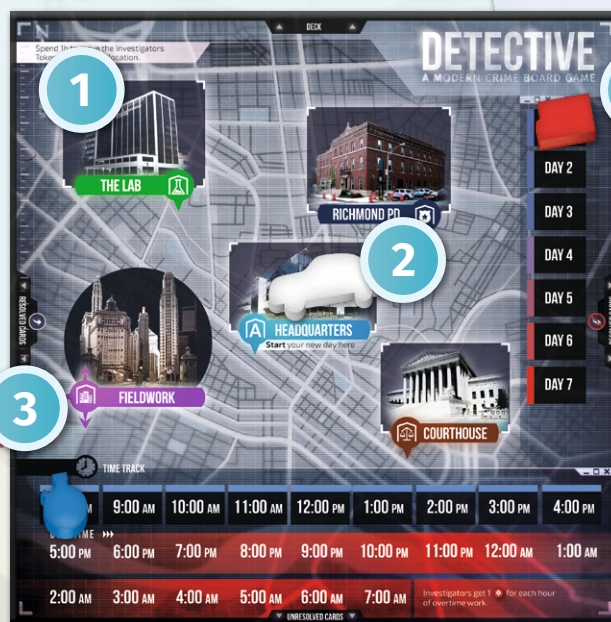 DECK
Spend 1h to move the Investigators
Token location.
DETECTIVE
A MODERN CRIME BOARD GAME
1
THE LAB
RICHMOND PD
2
HEADQUARTERS
Start your new day here
3
FIELDWORK
COURTHOUSE
DAY 2
DAY 3
DAY 4
DAY 5
DAY 6
DAY 7
RESOLVED CARDS
TIME TRACK
9:00 AM 10:00 AM 11:00 AM 12:00 PM 1:00 PM 2:00 PM 3:00 PM 4:00 PM
5:00 PM 6:00 PM 7:00 PM 8:00 PM 9:00 PM 10:00 PM 11:00 PM 12:00 AM 1:00 AM
2:00 AM 3:00 AM 4:00 AM 5:00 AM 6:00 AM 7:00 AM
Investigators get 1 for each hour
of overtime work.
UNRESOLVED CARDS